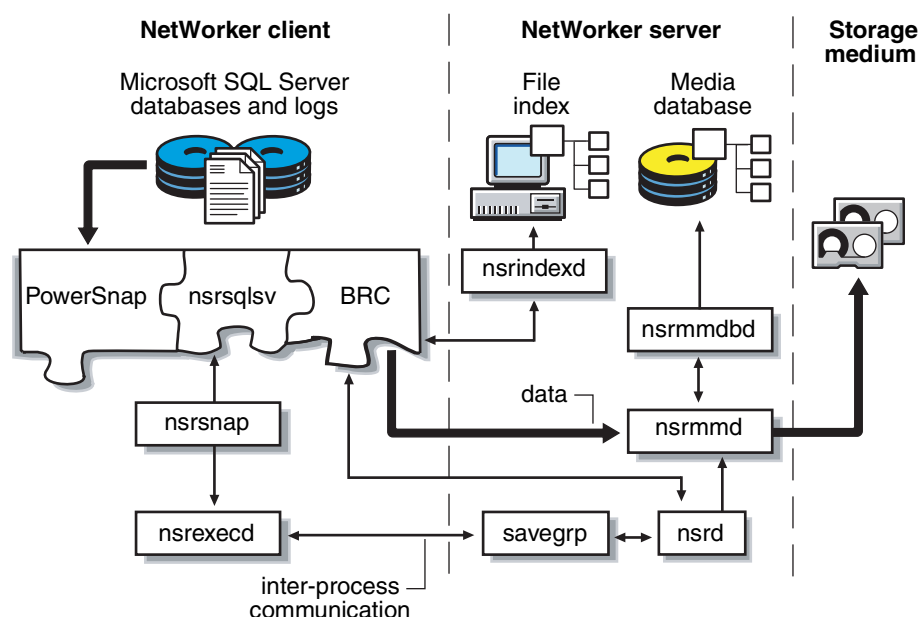 NetWorker client
NetWorker server
Storage
medium
Microsoft SQL Server
databases and logs
File
index
Media
database
PowerSnap
nsrsqlsv
BRC
nsrindexd
nsrmmdbd
data
nsrsnap
nsrmmd
nsrexecd
savegrp
nsrd
inter-process
communication